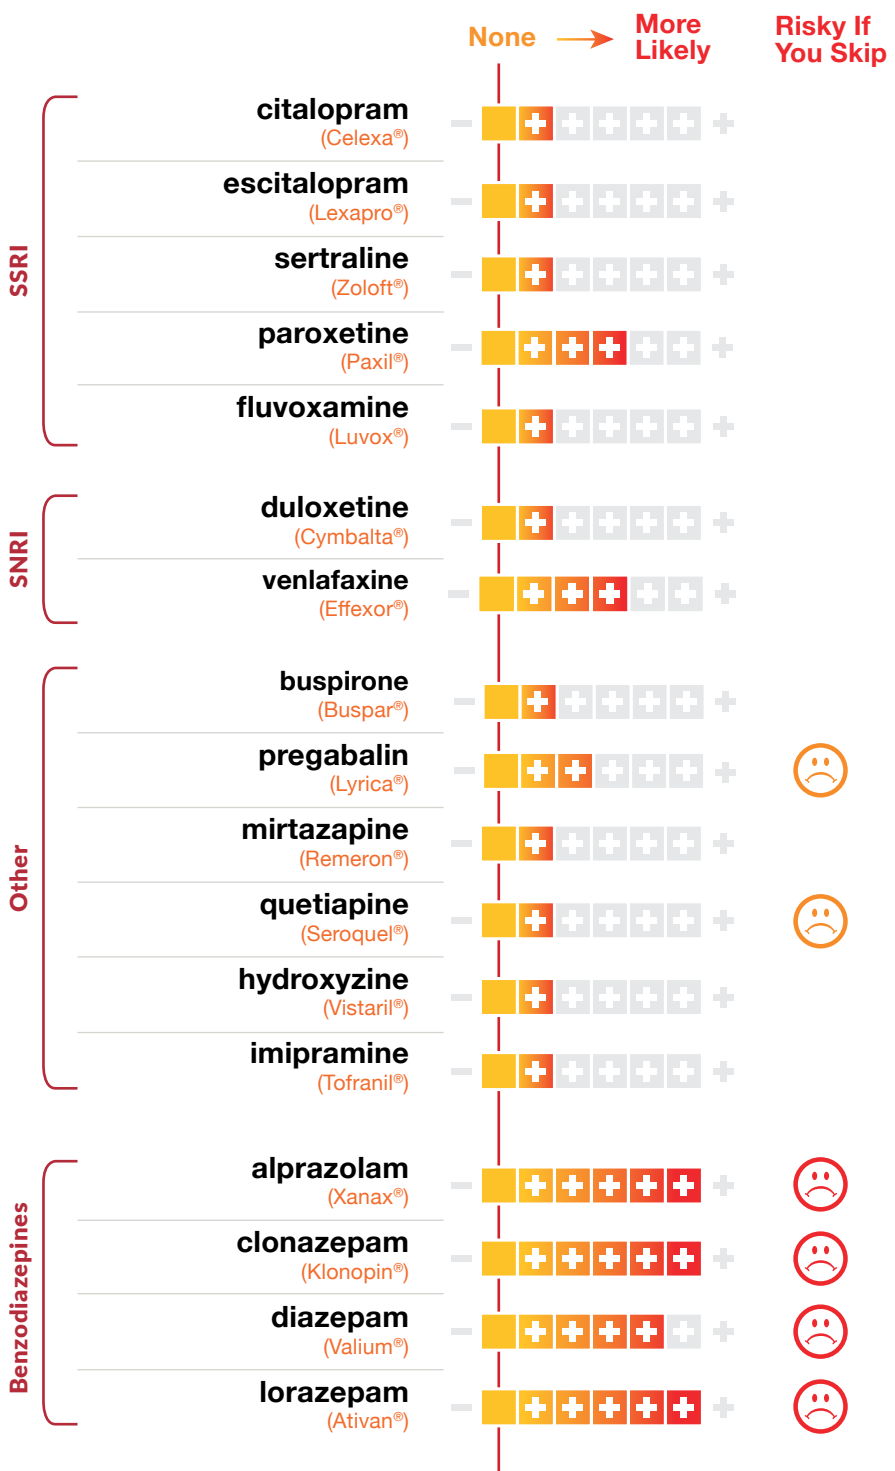 None
More
Likely
Risky If
You Skip
SSRI
citalopram
(Celexa®)
escitalopram
(Lexapro®)
sertraline
(Zoloft®)
paroxetine
(Paxil®)
fluvoxamine
(Luvox®)
SNRI
duloxetine
(Cymbalta®)
venlafaxine
(Effexor®)
Other
buspirone
(Buspar®)
pregabalin
(Lyrica®)
mirtazapine
(Remeron®)
quetiapine
(Seroquel®)
hydroxyzine
(Vistaril®)
imipramine
(Tofranil®)
Benzodiazepines
alprazolam
(Xanax®)
clonazepam
(Klonopin®)
diazepam
(Valium®)
lorazepam
(Ativan®)